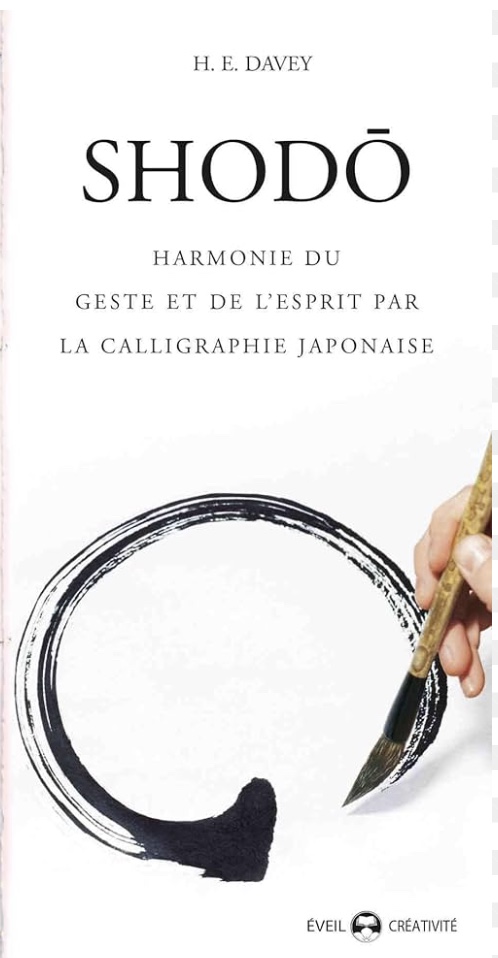 H. E. DAVEY
SHODŌ
HARMONIE DU
GESTE ET DE L'ESPRIT PAR
LA CALLIGRAPHIE JAPONAISE
ÉVEIL CRÉATIVITÉ